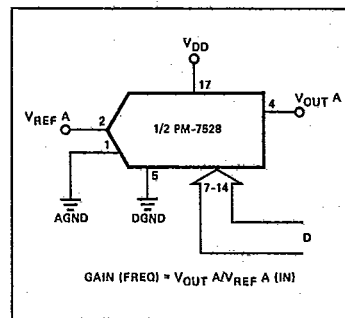 VDD
17
4
VOUT A
VREF A
2
1/2 PM-7528
1
5
7-14
AGND
DGND
D
GAIN (FREQ) = VOUT A/VREF A (IN)